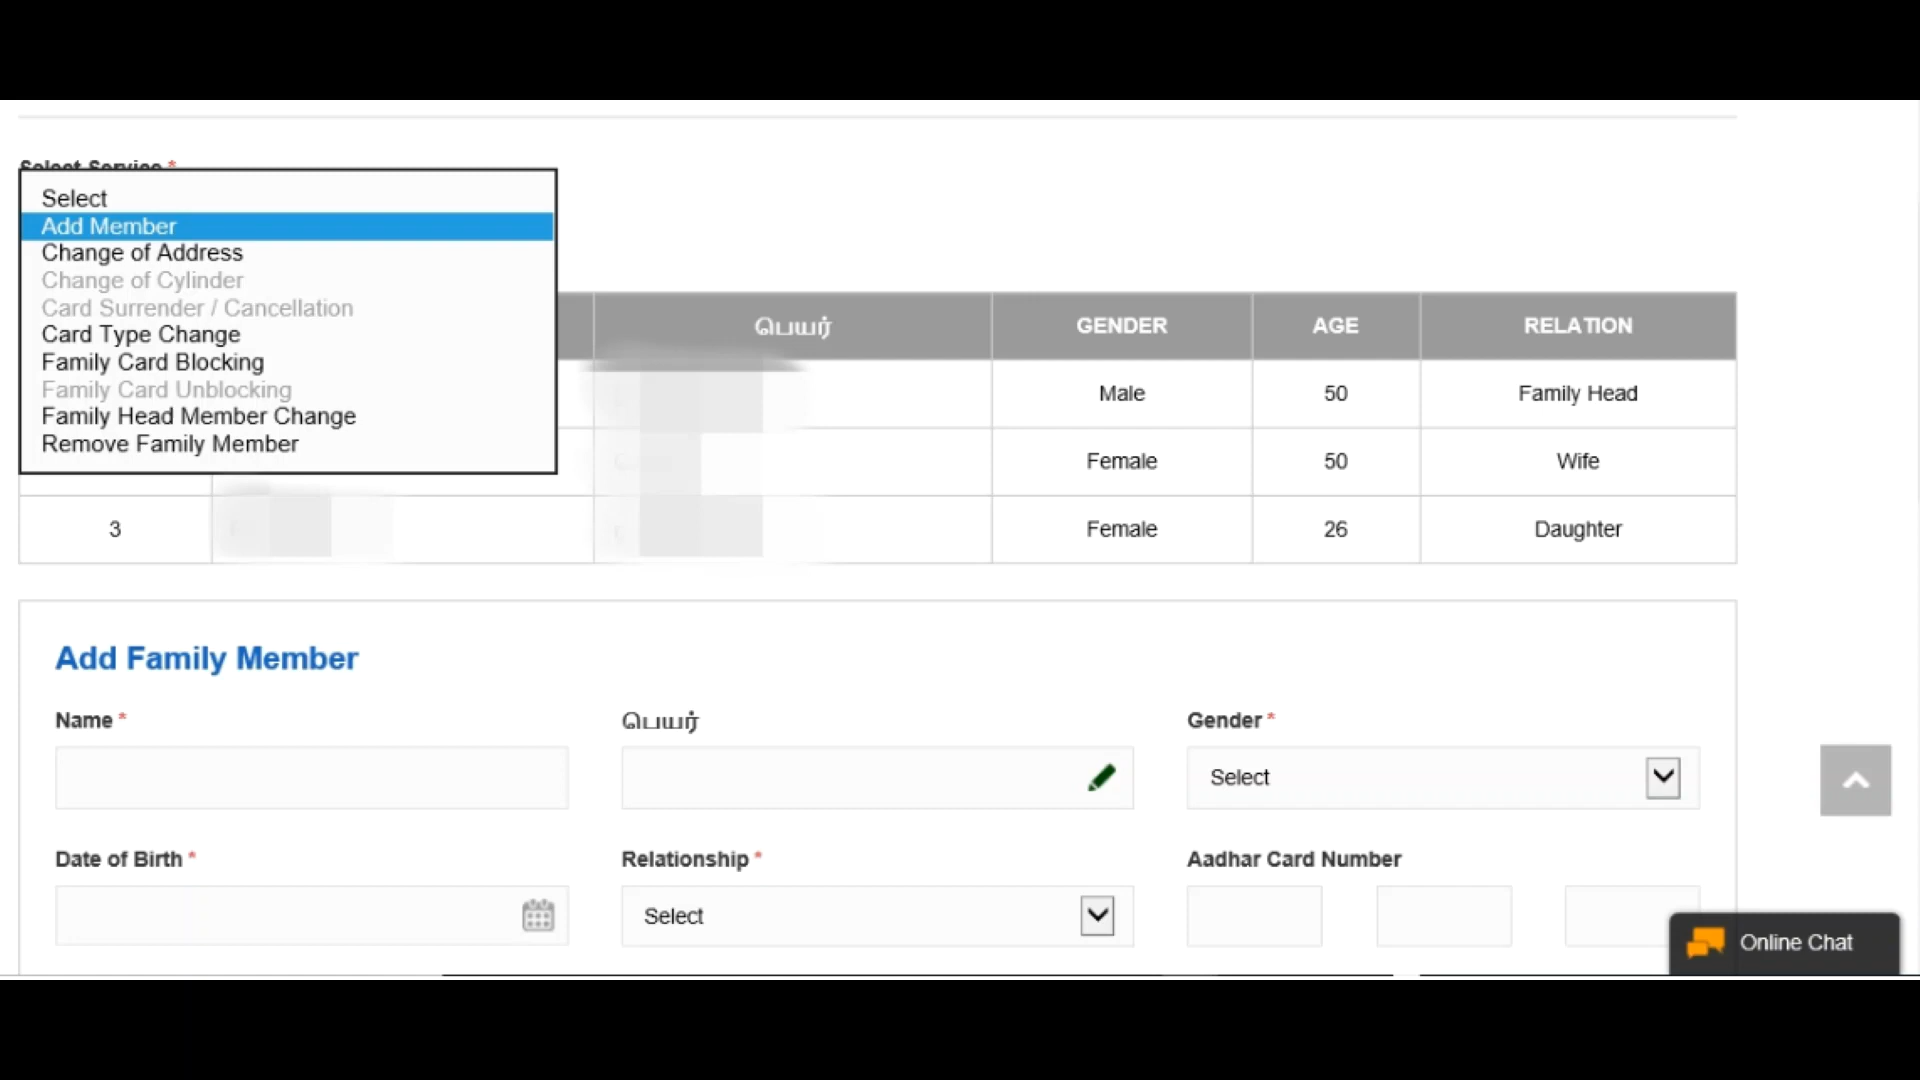 Select Service *
Select
Add Member
Change of Address
Change of Cylinder
Card Surrender / Cancellation
Card Type Change
Family Card Blocking
Family Card Unblocking
Family Head Member Change
Remove Family Member
பெயர் GENDER AGE RELATION
Male 50 Family Head
Female 50 Wife
3 Female 26 Daughter
Add Family Member
Name * பெயர் Gender *
Select
Date of Birth * Relationship * Aadhar Card Number
Select
Online Chat